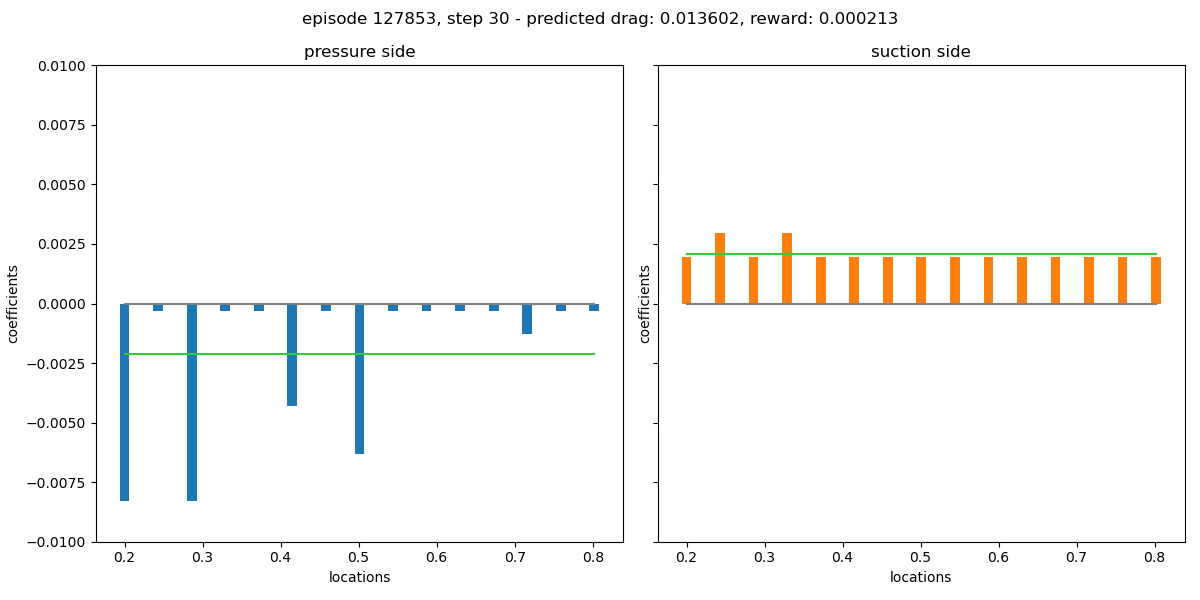 episode 127853, step 30 - predicted drag: 0.013602, reward: 0.000213
pressure side
suction side
0.0100
0.0075
0.0050
0.0025
0.0000
−0.0025
−0.0050
−0.0075
−0.0100
coefficients
coefficients
0.2 0.3 0.4 0.5 0.6 0.7 0.8
0.2 0.3 0.4 0.5 0.6 0.7 0.8
locations
locations